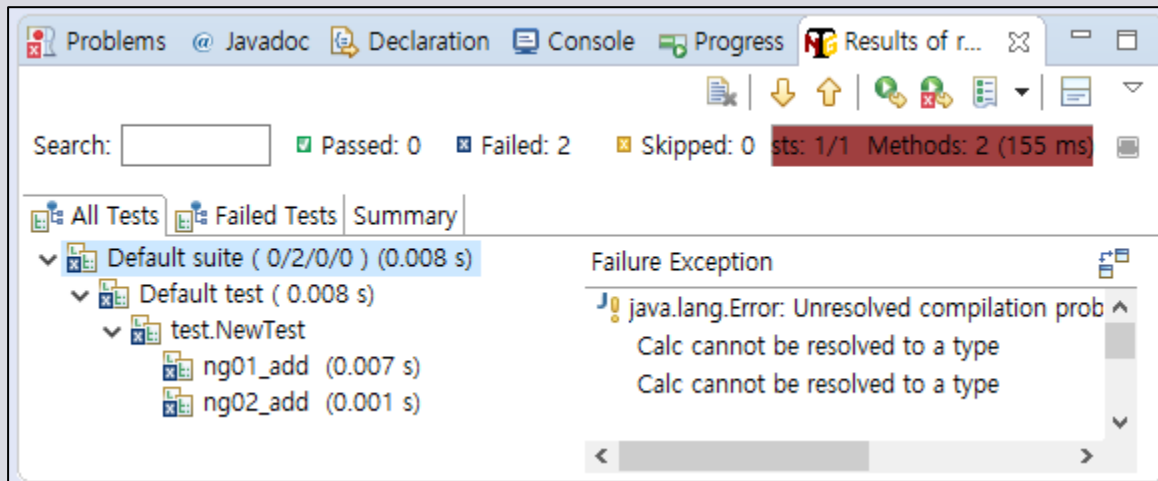 Problems @ Javadoc Declaration Console Progress Results of r...
Search: Passed: 0 Failed: 2 Skipped: 0 sts: 1/1 Methods: 2 (155 ms)
All Tests Failed Tests Summary
Default suite ( 0/2/0/0 ) (0.008 s)
Default test ( 0.008 s)
test.NewTest
ng01_add (0.007 s)
ng02_add (0.001 s)
Failure Exception
java.lang.Error: Unresolved compilation prob
Calc cannot be resolved to a type
Calc cannot be resolved to a type